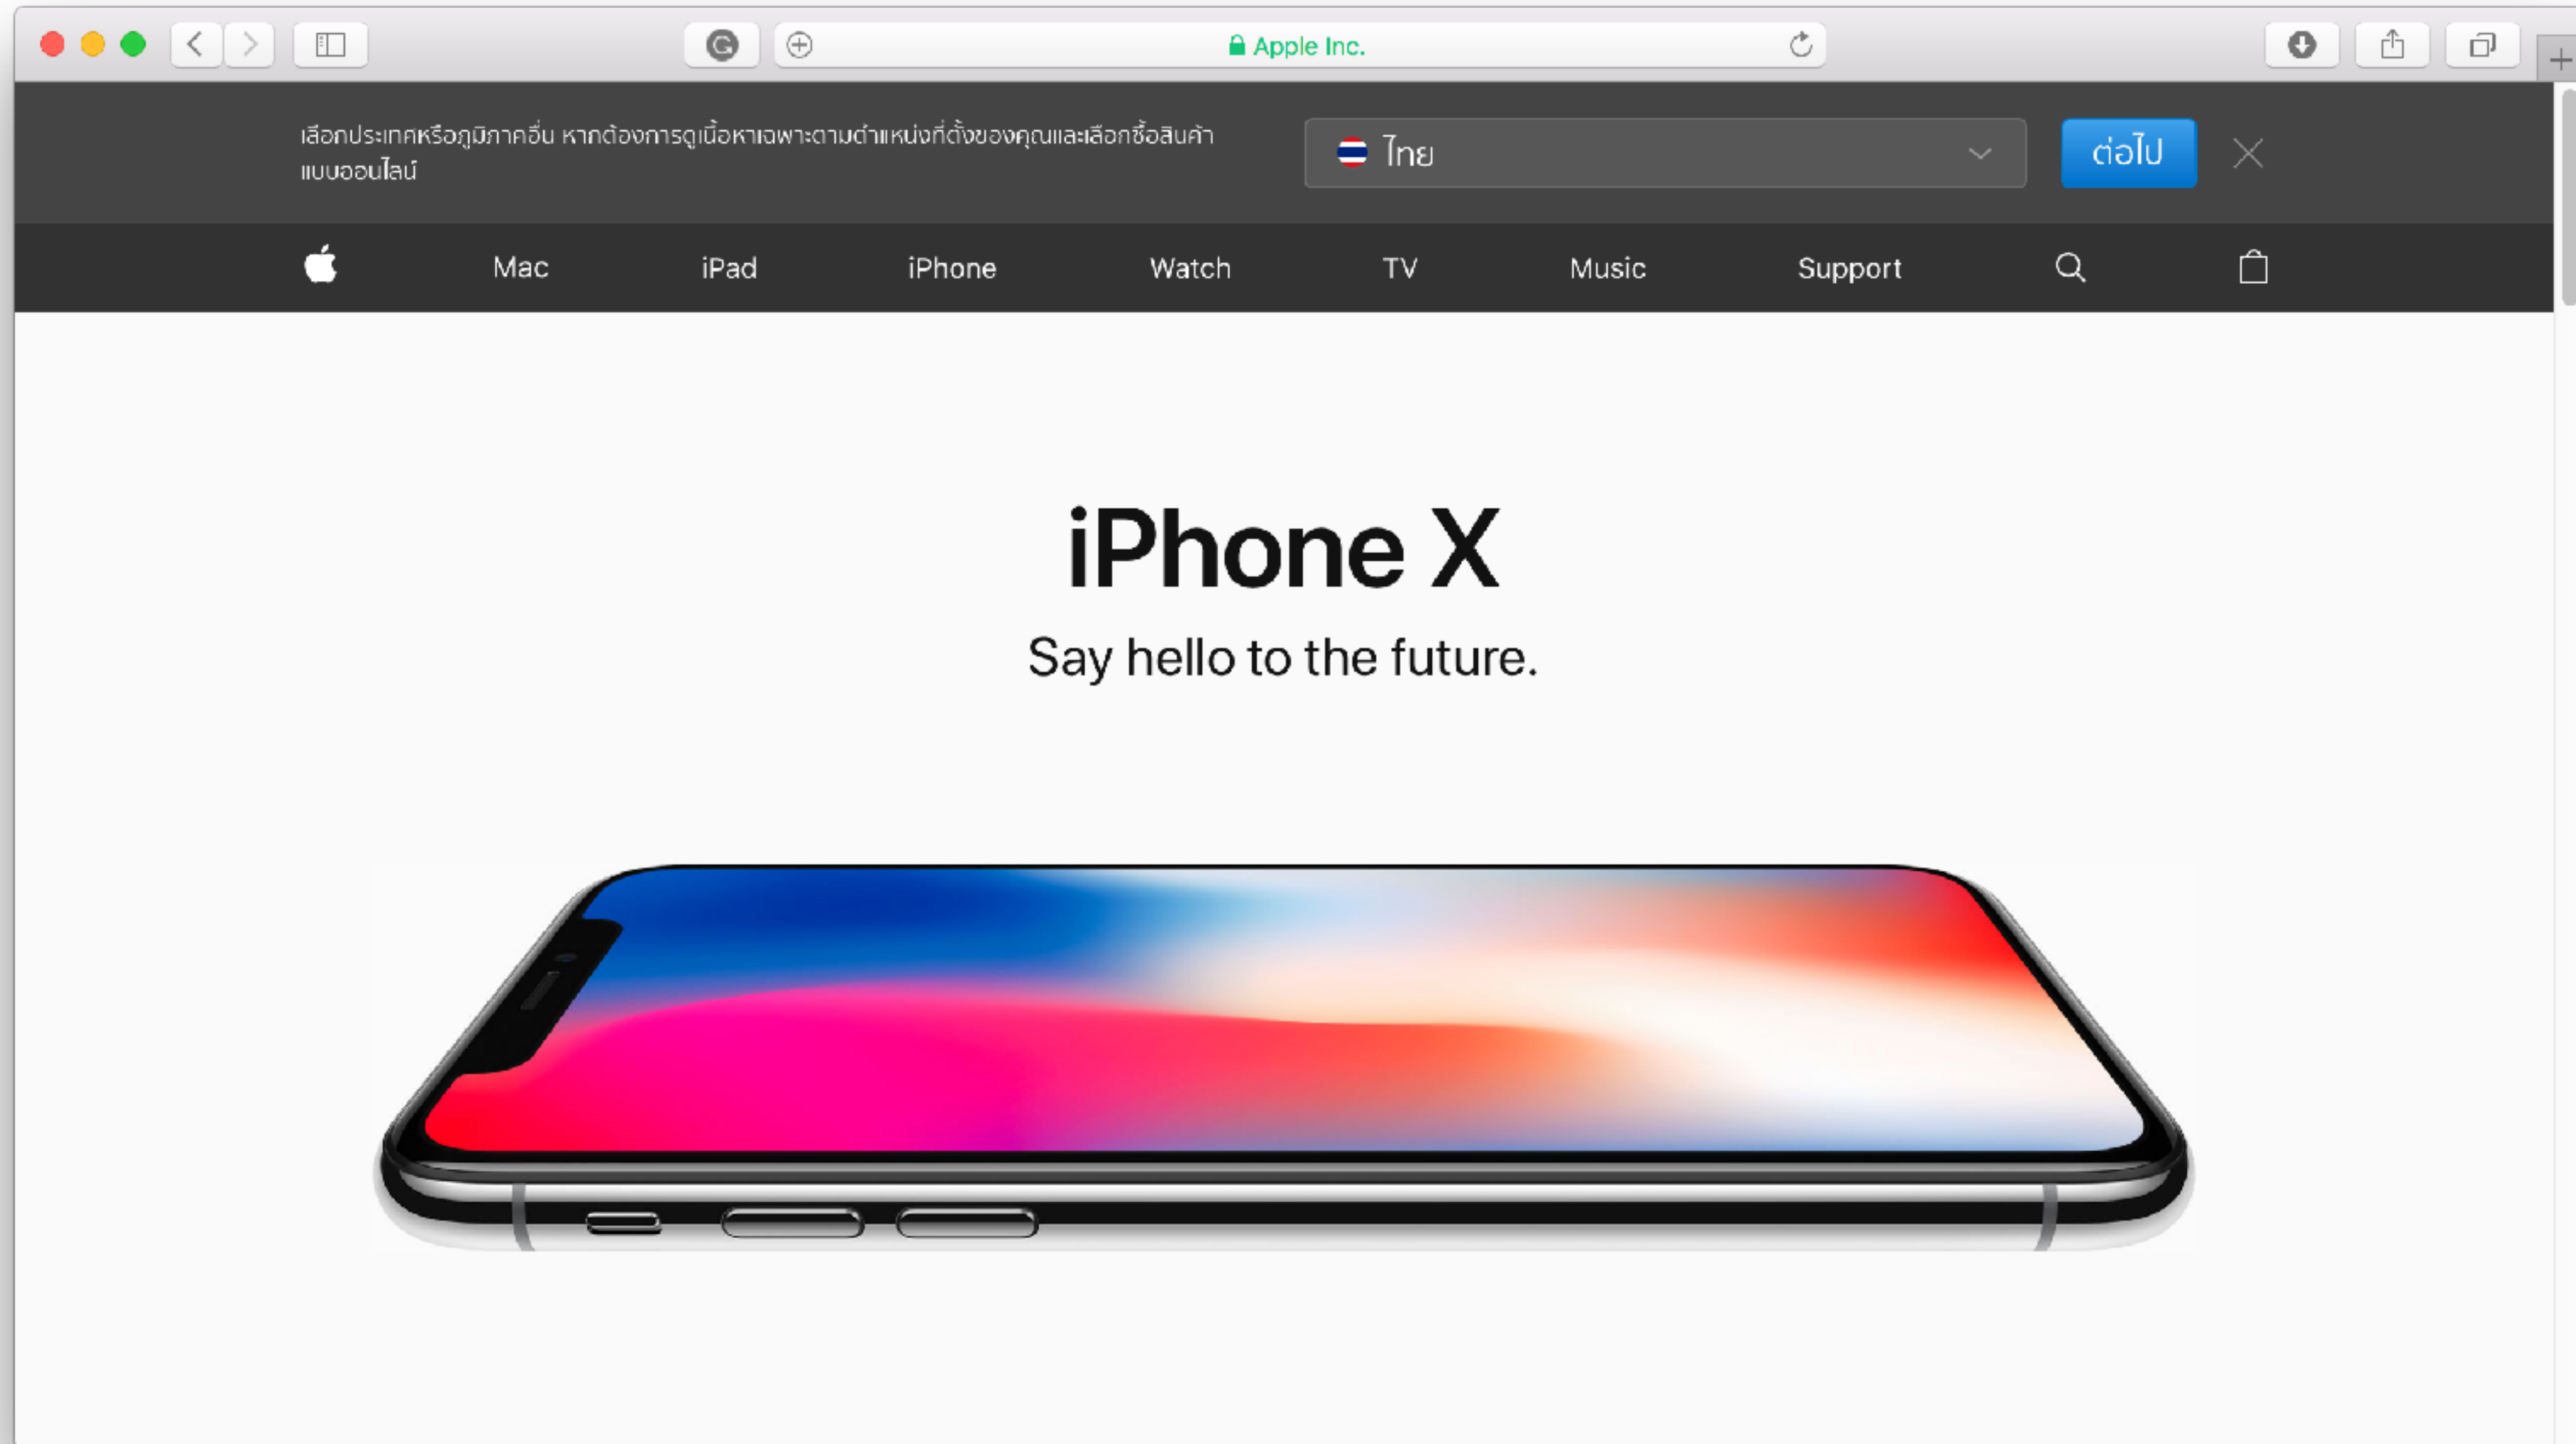 Apple Inc.
เลือกประเทศหรือภูมิภาคอื่น หากต้องการดูเนื้อหาเฉพาะตามตำแหน่งที่ตั้งของคุณและเลือกซื้อสินค้า
แบบออนไลน์
ไทย
ต่อไป
Mac iPad iPhone Watch TV Music Support
iPhone X
Say hello to the future.